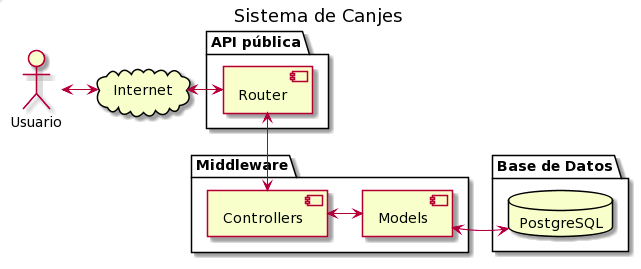 Sistema de Canjes
API pública
Router
Internet
Usuario
Middleware
Controllers
Models
Base de Datos
PostgreSQL